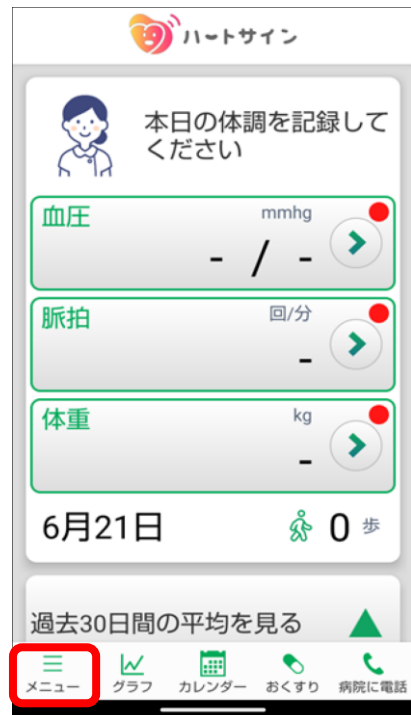 ハートサイン
本日の体調を記録して
ください
血圧 mmhg
- / -
脈拍 回/分
-
体重 kg
-
6月21日 0 歩
過去30日間の平均を見る
メニュー グラフ カレンダー おくすり 病院に電話